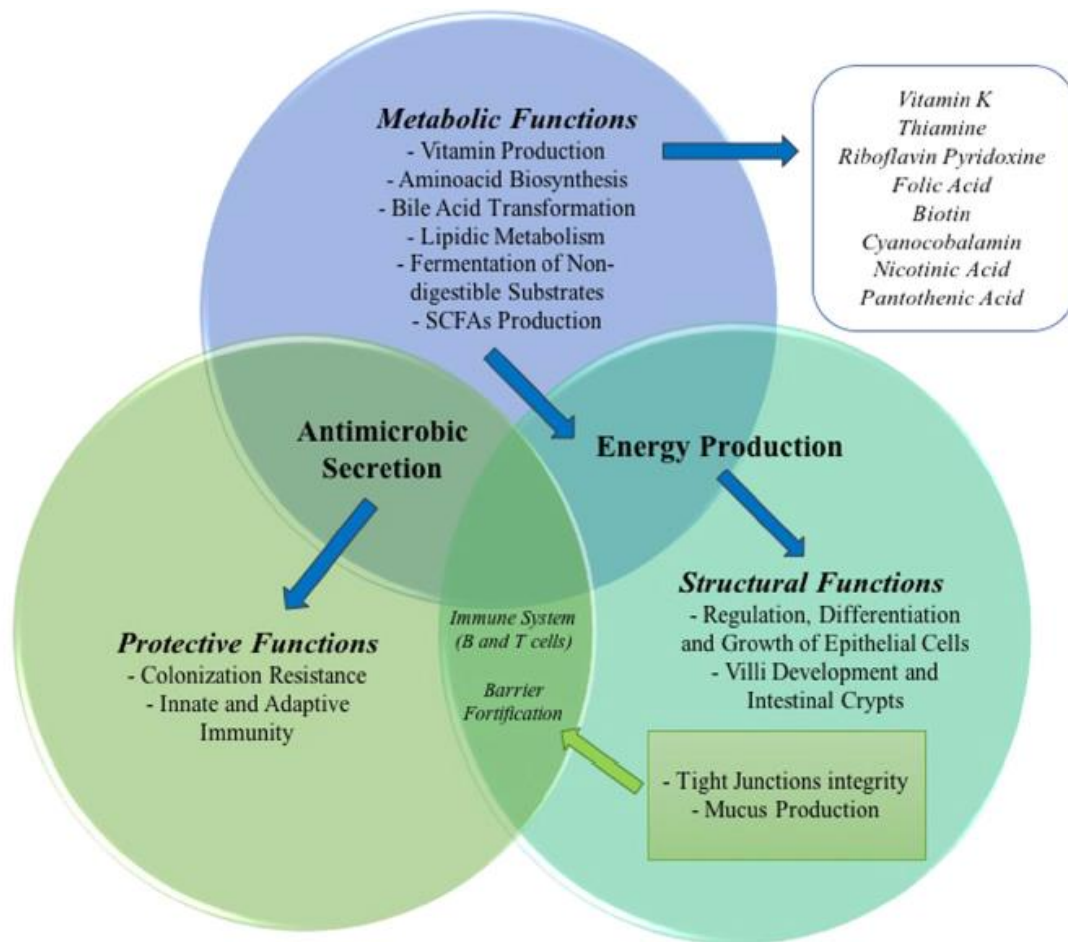 Metabolic Functions
- Vitamin Production
- Aminoacid Biosynthesis
- Bile Acid Transformation
- Lipidic Metabolism
- Fermentation of Non-
digestible Substrates
- SCFAs Production
Vitamin K
Thiamine
Riboflavin Pyridoxine
Folic Acid
Biotin
Cyanocobalamin
Nicotinic Acid
Pantothenic Acid
Antimicrobic
Secretion
Energy Production
Protective Functions
- Colonization Resistance
- Innate and Adaptive
Immunity
Immune System
(B and T cells)
Barrier
Fortification
Structural Functions
- Regulation, Differentiation
and Growth of Epithelial Cells
- Villi Development and
Intestinal Crypts
- Tight Junctions integrity
- Mucus Production